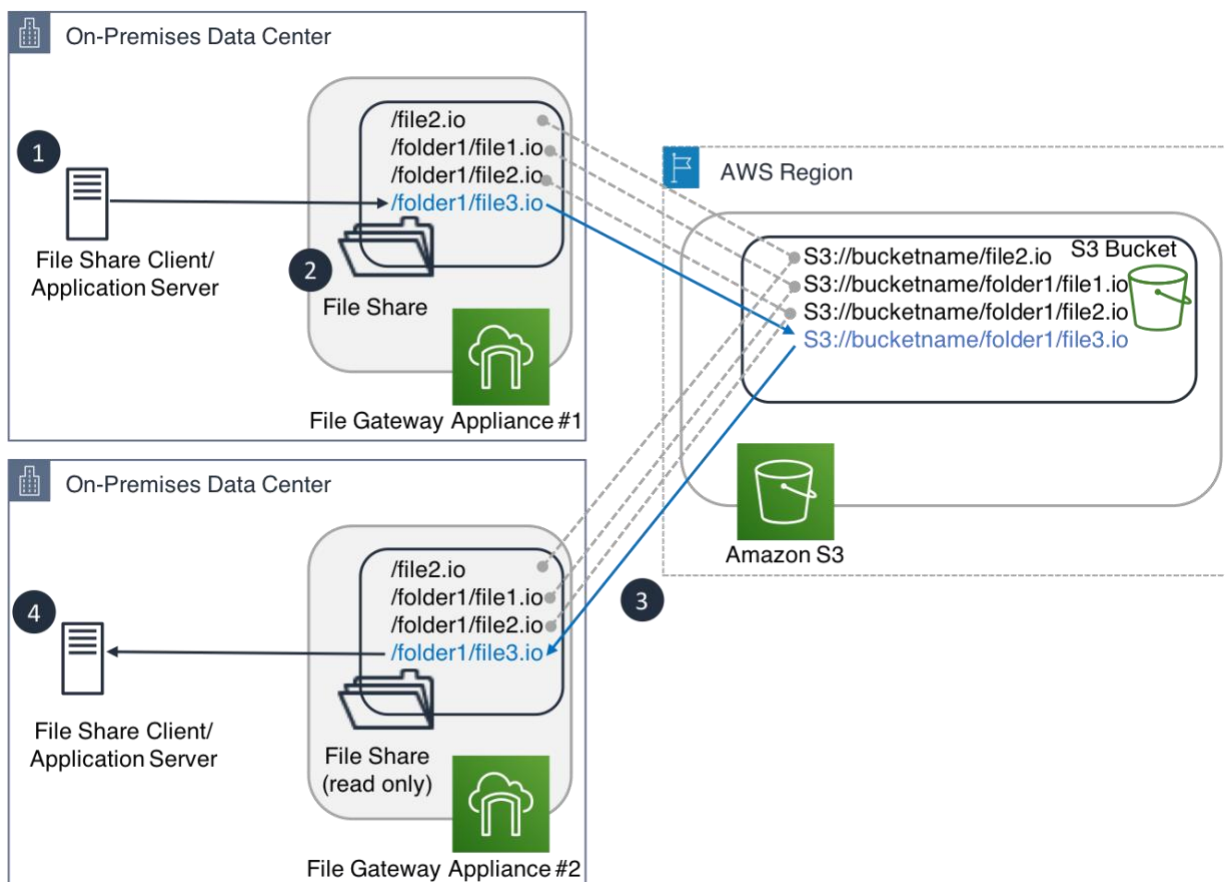 On-Premises Data Center
/file2.io
/folder1/file1.io
/folder1/file2.io
/folder1/file3.io
1
File Share Client/
Application Server
2
File Share
File Gateway Appliance #1
AWS Region
S3 Bucket
S3://bucketname/file2.io
S3://bucketname/folder1/file1.io
S3://bucketname/folder1/file2.io
S3://bucketname/folder1/file3.io
Amazon S3
3
On-Premises Data Center
/file2.io
/folder1/file1.io
/folder1/file2.io
/folder1/file3.io
4
File Share Client/
Application Server
File Share
(read only)
File Gateway Appliance #2